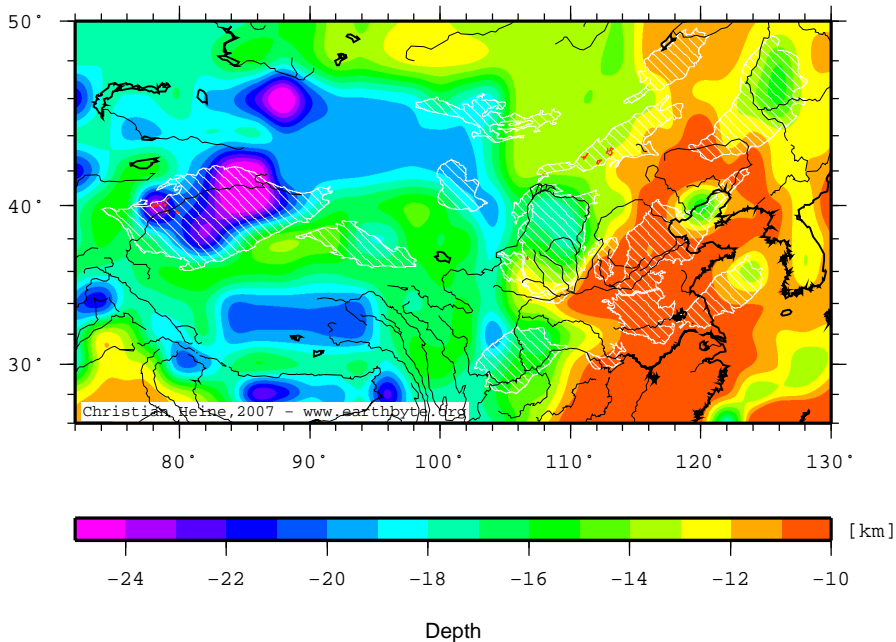 50°
40°
30°
Christian Heine,2007 – www.earthbyte.org
80° 90° 100° 110° 120° 130°
[km]
−24 −22 −20 −18 −16 −14 −12 −10
Depth